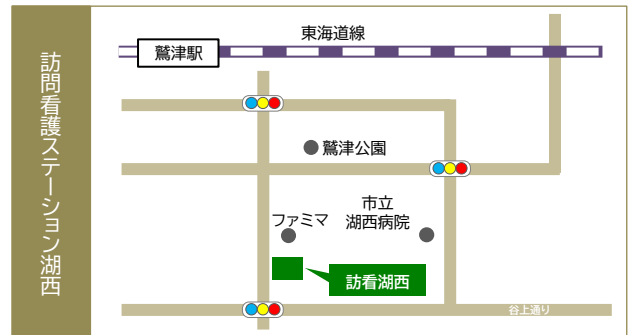 訪問看護ステーション湖西
東海道線
鷲津駅
鷲津公園
市立
湖西病院
ファミマ
訪看湖西
谷上通り